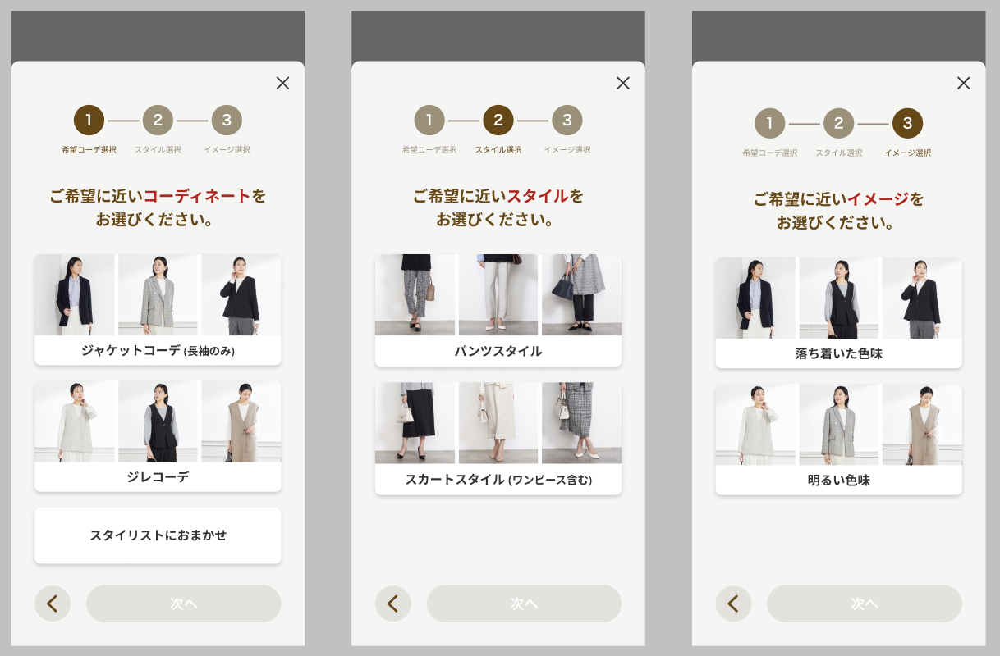 1 2 3
希望コーデ選択 スタイル選択 イメージ選択
ご希望に近いコーディネートを
お選びください。
ジャケットコーデ (長袖のみ)
ジレコーデ
スタイリストにおまかせ
次へ
1 2 3
希望コーデ選択 スタイル選択 イメージ選択
ご希望に近いスタイルを
お選びください。
パンツスタイル
スカートスタイル (ワンピース含む)
次へ
1 2 3
希望コーデ選択 スタイル選択 イメージ選択
ご希望に近いイメージを
お選びください。
落ち着いた色味
明るい色味
次へ